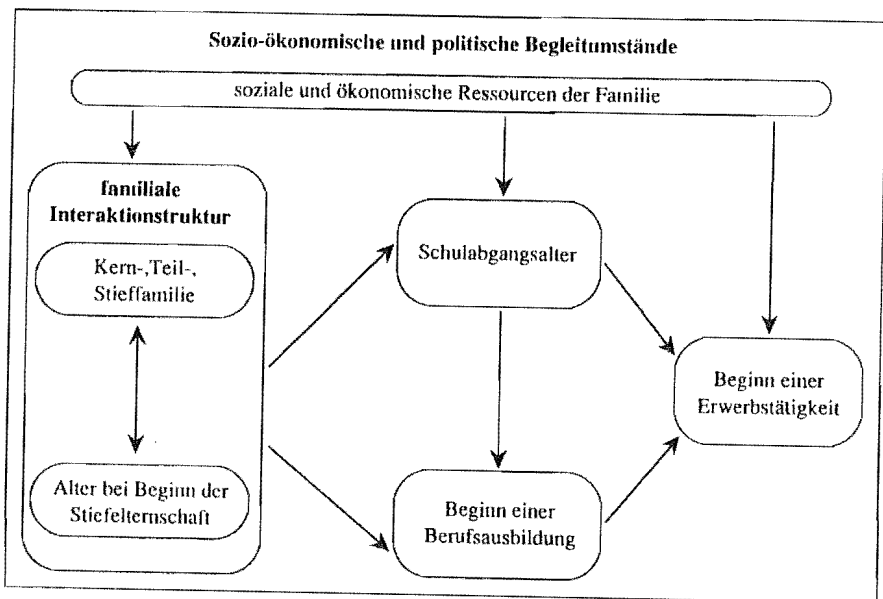 Sozio-ökonomische und politische Begleitumstände
soziale und ökonomische Ressourcen der Familie
familiale
Interaktionstruktur
Kern-,Teil-,
Stieffamilie
Alter bei Beginn der
Stiefelternschaft
Schulabgangsalter
Beginn einer
Berufsausbildung
Beginn einer
Erwerbstätigkeit